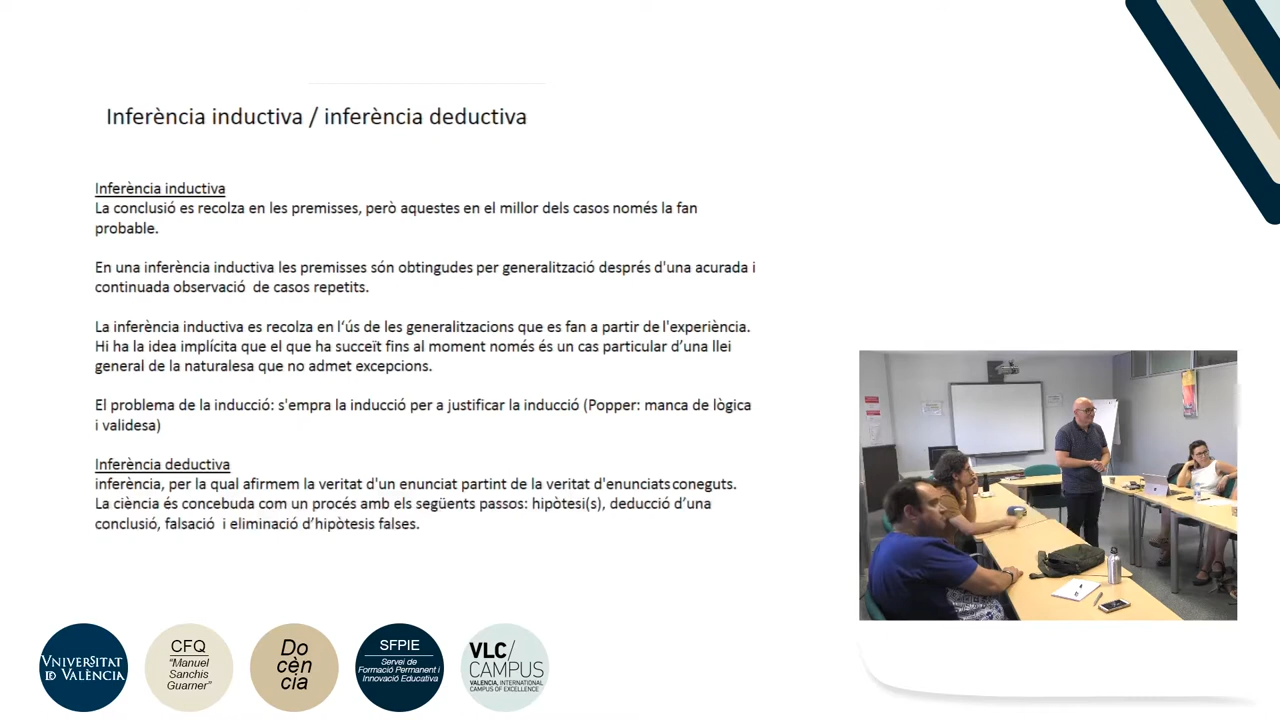 Inferència inductiva / inferència deductiva
Inferència inductiva
La conclusió es recolza en les premisses, però aquestes en el millor dels casos només la fan
probable.
En una inferència inductiva les premisses són obtingudes per generalització després d'una acurada i
continuada observació de casos repetits.
La inferència inductiva es recolza en l‘ús de les generalitzacions que es fan a partir de l'experiència.
Hi ha la idea implícita que el que ha succeït fins al moment només és un cas particular d’una llei
general de la naturalesa que no admet excepcions.
El problema de la inducció: s'empra la inducció per a justificar la inducció (Popper: manca de lògica
i validesa)
Inferència deductiva
inferència, per la qual afirmem la veritat d'un enunciat partint de la veritat d'enunciats coneguts.
La ciència és concebuda com un procés amb els següents passos: hipòtesi(s), deducció d’una
conclusió, falsació i eliminació d’hipòtesis falses.
VNIVERSITAT
ID VALÈNCIA
CFQ
“Manuel
Sanchis
Guarner”
Do
cèn
cia
SFPIE
Servei de
Formació Permanent i
Innovació Educativa
VLC/
CAMPUS
VALENCIA, INTERNATIONAL
CAMPUS OF EXCELLENCE